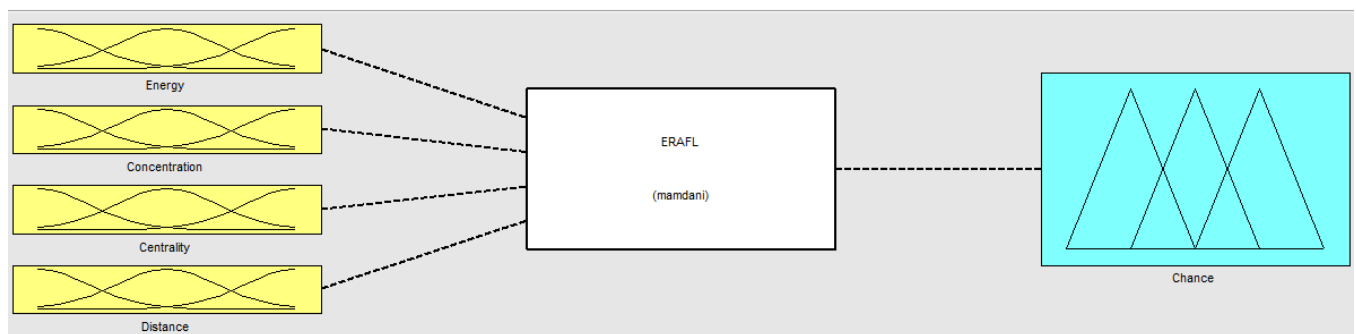 Energy
Concentration
Centrality
Distance
ERAFL
(mamdani)
Chance